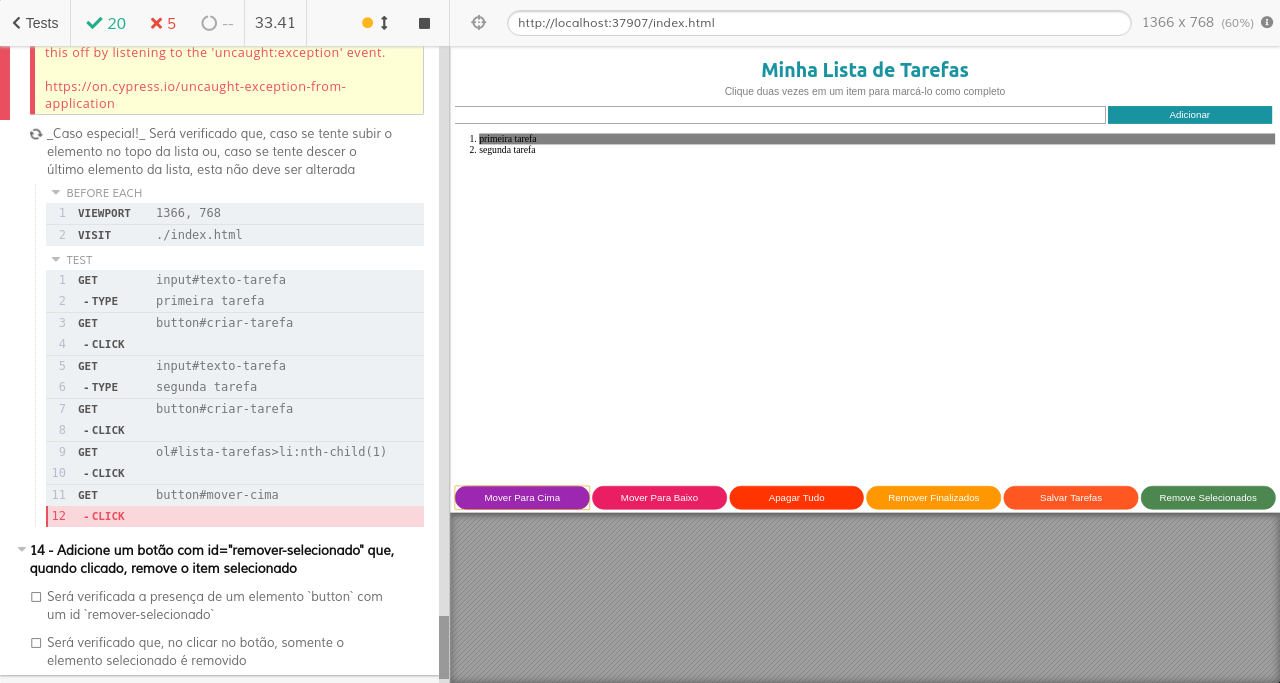 Tests
20
5
--
33.41
http://localhost:37907/index.html
1366 x 768 (60%)
this off by listening to the 'uncaught:exception' event.
https://on.cypress.io/uncaught-exception-from-
application
_Caso especial!_ Será verificado que, caso se tente subir o
elemento no topo da lista ou, caso se tente descer o
último elemento da lista, esta não deve ser alterada
BEFORE EACH
1 VIEWPORT 1366, 768
2 VISIT ./index.html
TEST
1 GET input#texto-tarefa
2 -TYPE primeira tarefa
3 GET button#criar-tarefa
4 -CLICK
5 GET input#texto-tarefa
6 -TYPE segunda tarefa
7 GET button#criar-tarefa
8 -CLICK
9 GET ol#lista-tarefas>li:nth-child(1)
10 -CLICK
11 GET button#mover-cima
12 -CLICK
14 - Adicione um botão com id="remover-selecionado" que,
quando clicado, remove o item selecionado
Será verificada a presença de um elemento `button` com
um id `remover-selecionado`
Será verificado que, no clicar no botão, somente o
elemento selecionado é removido
Minha Lista de Tarefas
Clique duas vezes em um item para marcá-lo como completo
Adicionar
1. primeira tarefa
2. segunda tarefa
Mover Para Cima
Mover Para Baixo
Apagar Tudo
Remover Finalizados
Salvar Tarefas
Remove Selecionados